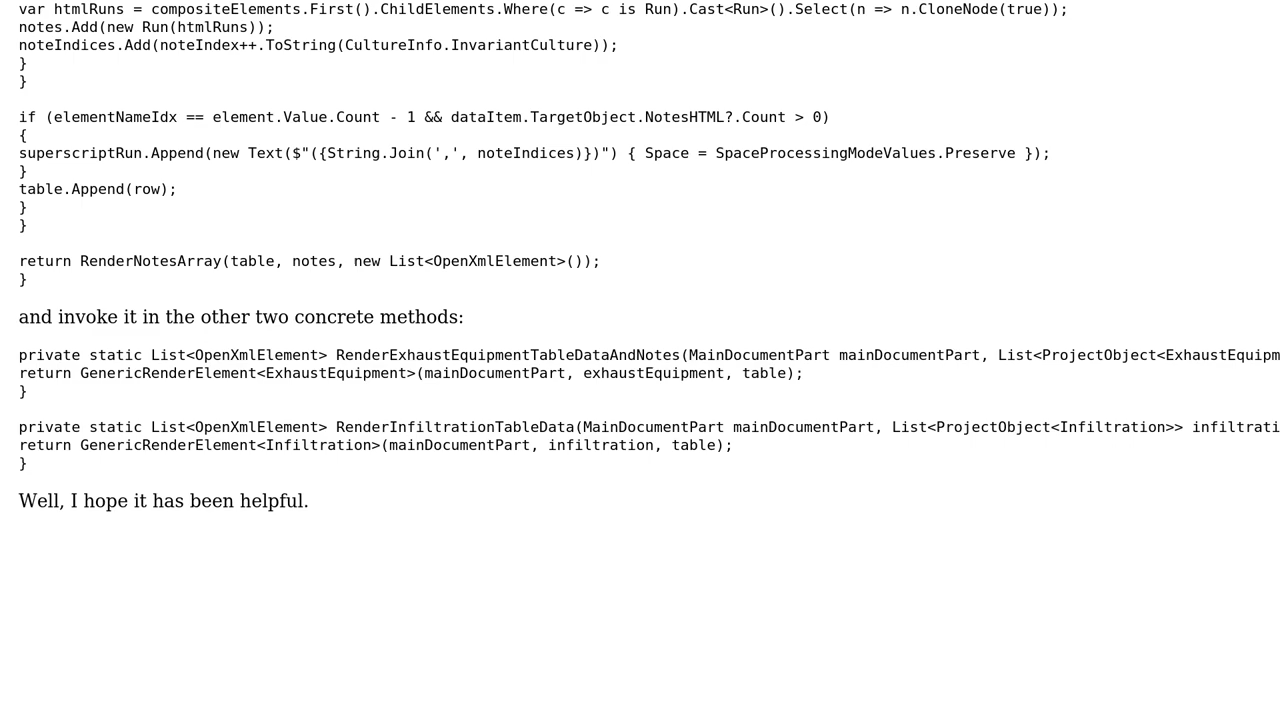 var htmlRuns = compositeElements.First().ChildElements.Where(c => c is Run).Cast<Run>().Select(n => n.CloneNode(true));
notes.Add(new Run(htmlRuns));
noteIndices.Add(noteIndex++.ToString(CultureInfo.InvariantCulture));
}
}
if (elementNameIdx == element.Value.Count - 1 && dataItem.TargetObject.NotesHTML?.Count > 0)
{
superscriptRun.Append(new Text($"({String.Join(',', noteIndices)})") { Space = SpaceProcessingModeValues.Preserve });
}
table.Append(row);
}
}
return RenderNotesArray(table, notes, new List<OpenXmlElement>());
}
and invoke it in the other two concrete methods:
private static List<OpenXmlElement> RenderExhaustEquipmentTableDataAndNotes(MainDocumentPart mainDocumentPart, List<ProjectObject<ExhaustEquipm
return GenericRenderElement<ExhaustEquipment>(mainDocumentPart, exhaustEquipment, table);
}
private static List<OpenXmlElement> RenderInfiltrationTableData(MainDocumentPart mainDocumentPart, List<ProjectObject<Infiltration>> infiltrati
return GenericRenderElement<Infiltration>(mainDocumentPart, infiltration, table);
}
Well, I hope it has been helpful.